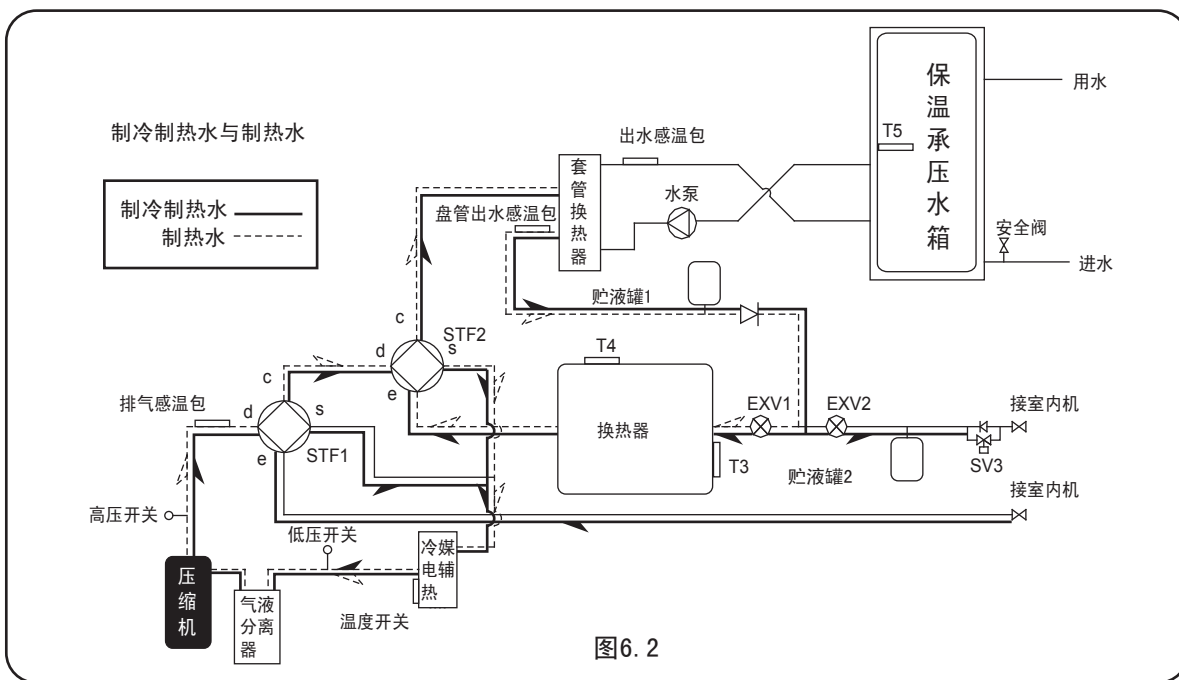 制冷制热水与制热水
制冷制热水
制热水
保温承压水箱
T5
用水
安全阀
进水
出水感温包
水泵
套管换热器
盘管出水感温包
贮液罐1
c
d
STF2
s
e
T4
换热器
T3
EXV1
EXV2
接室内机
SV3
贮液罐2
接室内机
排气感温包
c
d
s
e
STF1
高压开关
低压开关
压缩机
气液分离器
冷媒电辅热
温度开关
图6.2